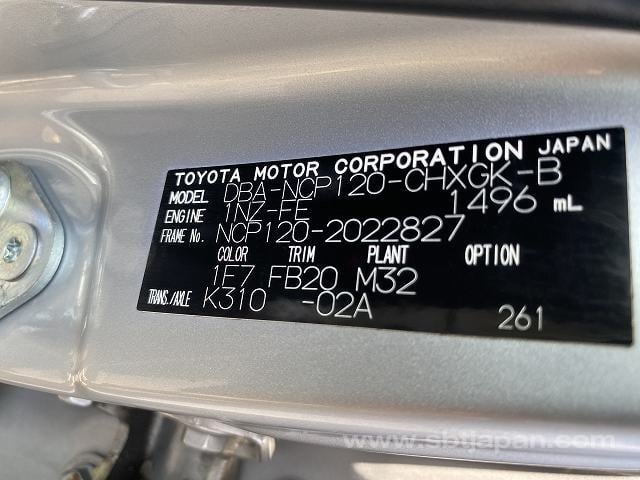 TOYOTA MOTOR CORPORATION JAPAN
MODEL DBA-NCP120-CHXGK-B
ENGINE 1NZ-FE 1496 mL
FRAME No. NCP120-2022827
COLOR TRIM PLANT OPTION
1F7 FB20 M32
TRANS./AXLE K310 -02A
261
www.sbtjapan.com